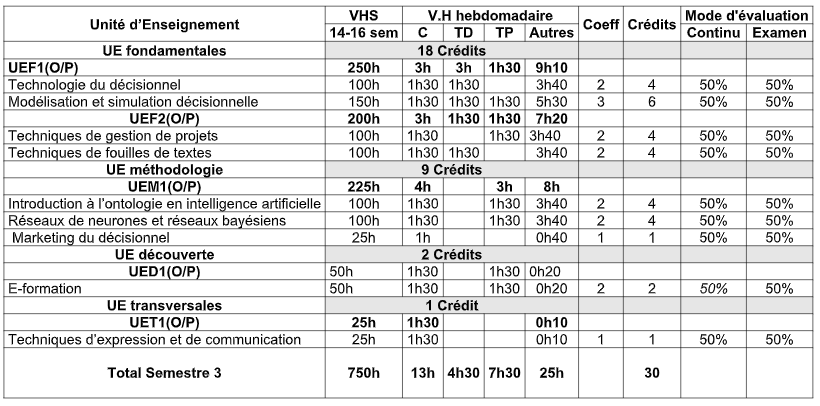 Unité d'Enseignement VHS V.H hebdomadaire Coeff Crédits Mode d'évaluation
14-16 sem C TD TP Autres Continu Examen
UE fondamentales 18 Crédits
UEF1(O/P) 250h 3h 3h 1h30 9h10
Technologie du décisionnel 100h 1h30 1h30 3h40 2 4 50% 50%
Modélisation et simulation décisionnelle 150h 1h30 1h30 1h30 5h30 3 6 50% 50%
UEF2(O/P) 200h 3h 1h30 1h30 7h20
Techniques de gestion de projets 100h 1h30 1h30 3h40 2 4 50% 50%
Techniques de fouilles de textes 100h 1h30 1h30 3h40 2 4 50% 50%
UE méthodologie 9 Crédits
UEM1(O/P) 225h 4h 3h 8h
Introduction à l'ontologie en intelligence artificielle 100h 1h30 1h30 3h40 2 4 50% 50%
Réseaux de neurones et réseaux bayésiens 100h 1h30 1h30 3h40 2 4 50% 50%
Marketing du décisionnel 25h 1h 0h40 1 1 50% 50%
UE découverte 2 Crédits
UED1(O/P) 50h 1h30 1h30 0h20
E-formation 50h 1h30 1h30 0h20 2 2 50% 50%
UE transversales 1 Crédit
UET1(O/P) 25h 1h30 0h10
Techniques d'expression et de communication 25h 1h30 0h10 1 1 50% 50%
Total Semestre 3 750h 13h 4h30 7h30 25h 30